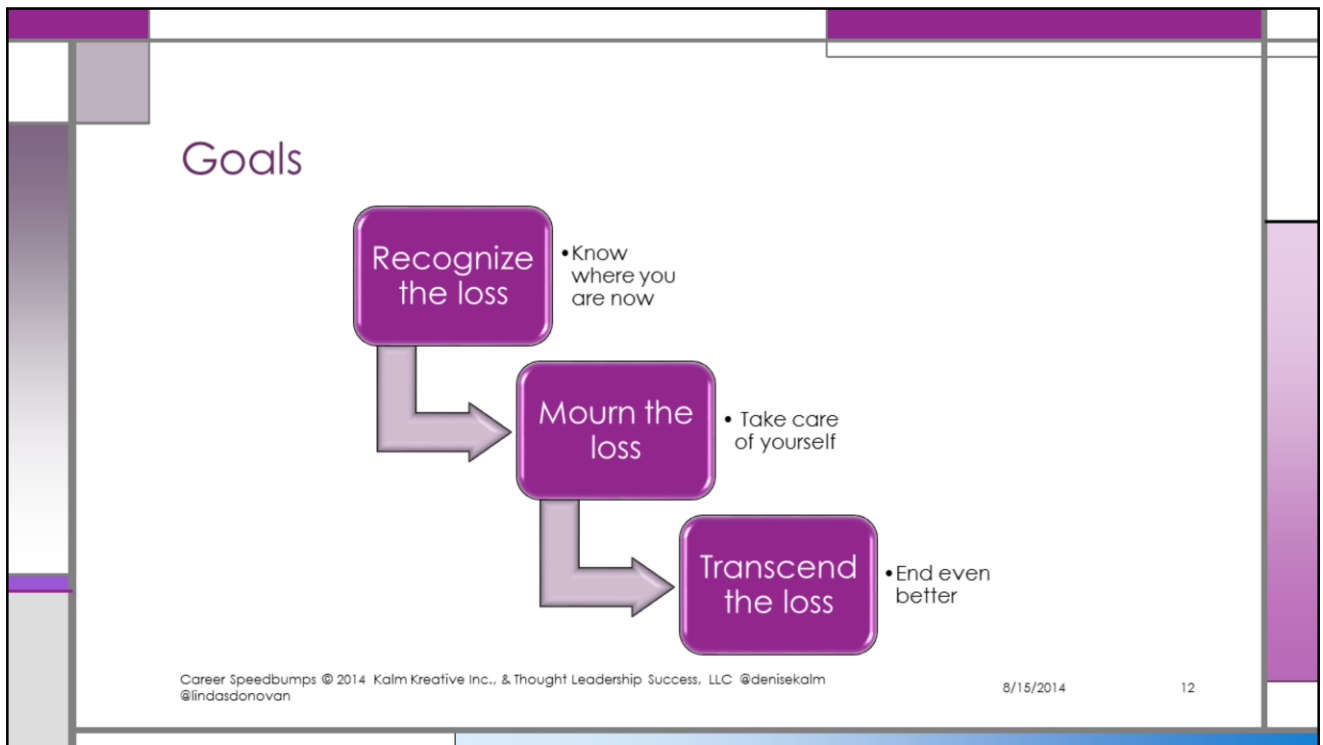 Goals
Recognize
the loss
•Know
where you
are now
Mourn the
loss
• Take care
of yourself
Transcend
the loss
•End even
better
Career Speedbumps © 2014 Kalm Kreative Inc., & Thought Leadership Success, LLC @denisekalm
@lindasdonovan
8/15/2014
12